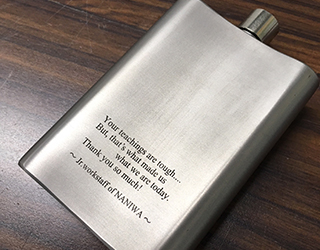 Your teachings are tough...
But, that's what made us
what we are today.
Thank you so much!
～ Jr.workstaff of NANIWA ～